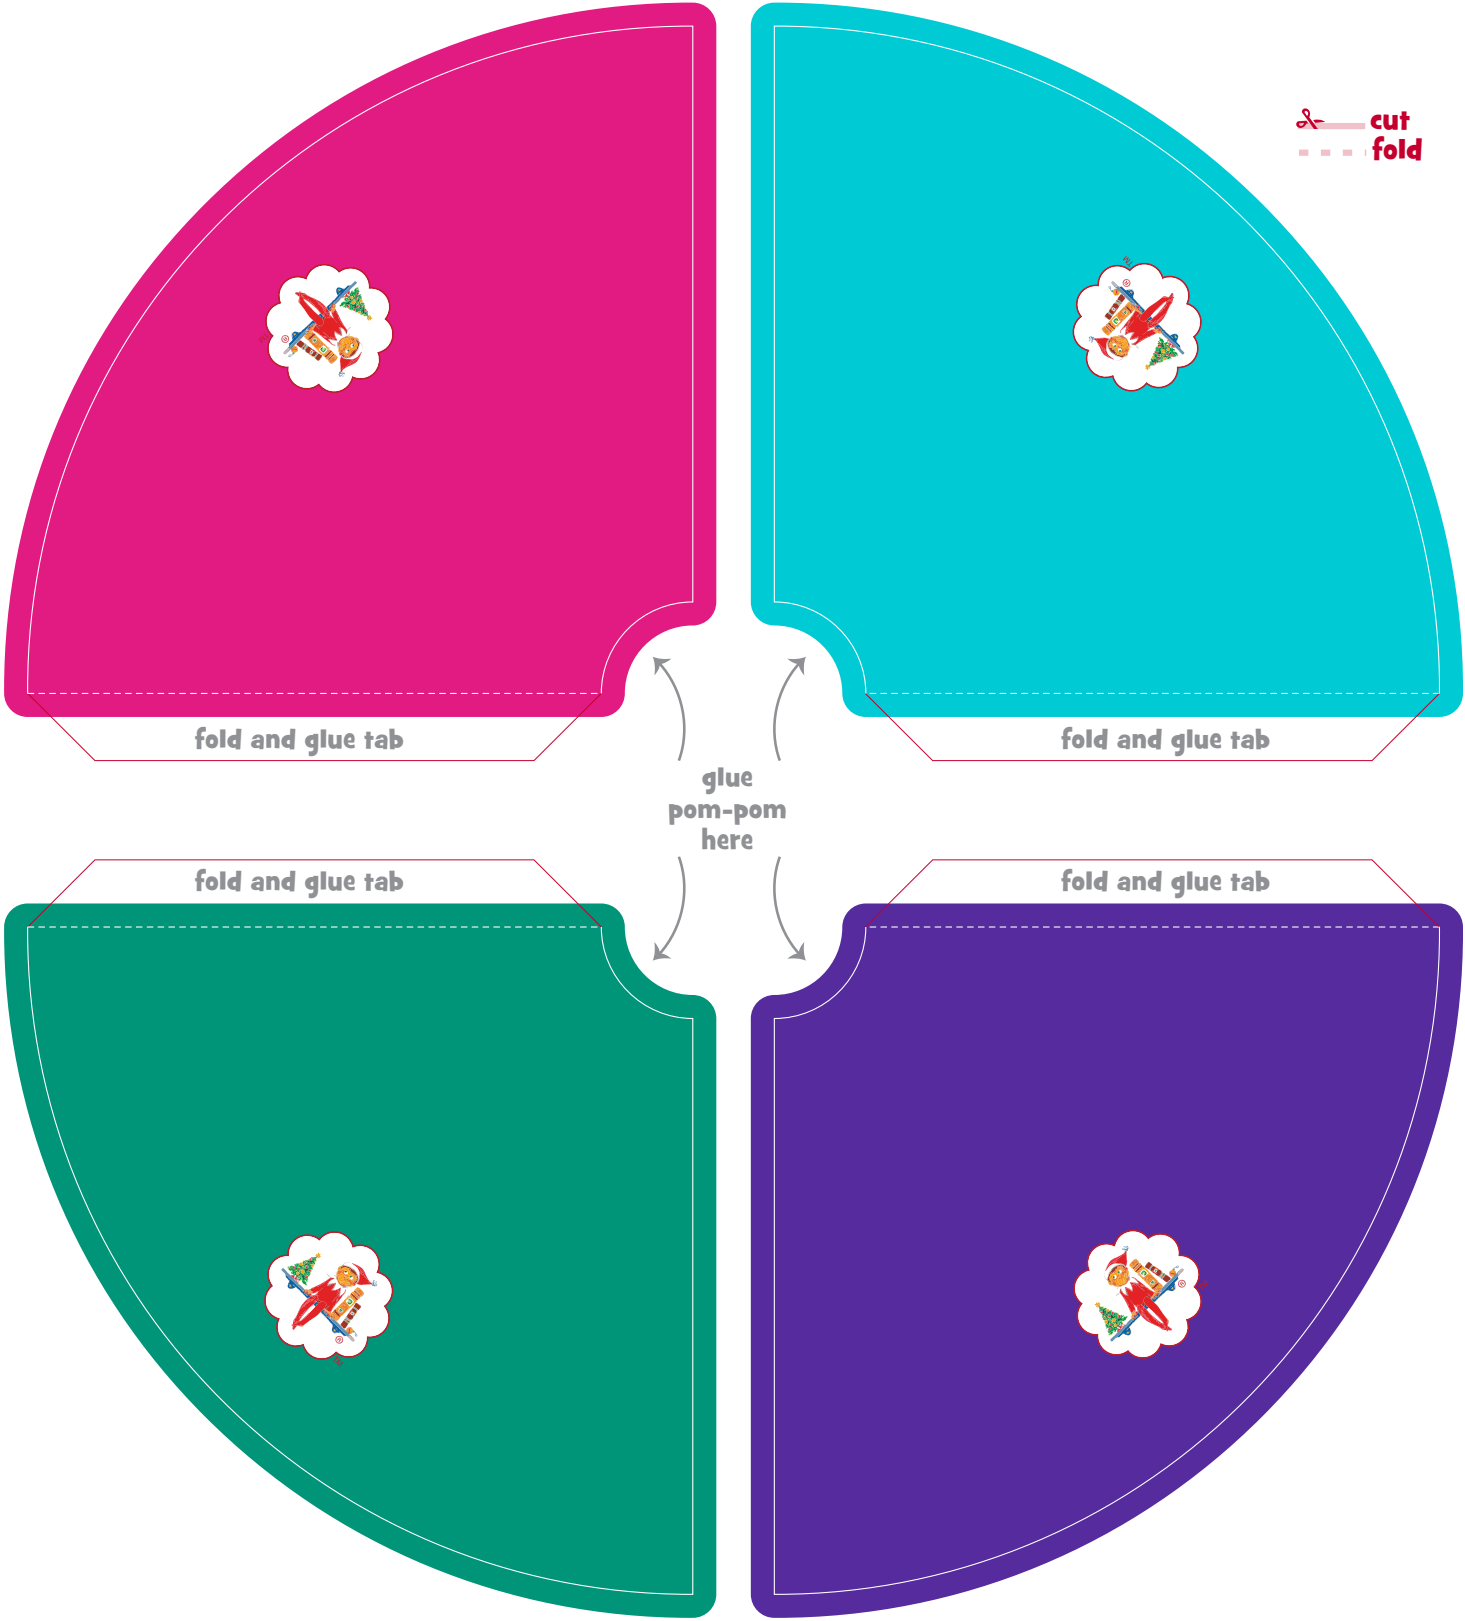 cut
fold
fold and glue tab
fold and glue tab
glue
pom-pom
here
fold and glue tab
fold and glue tab